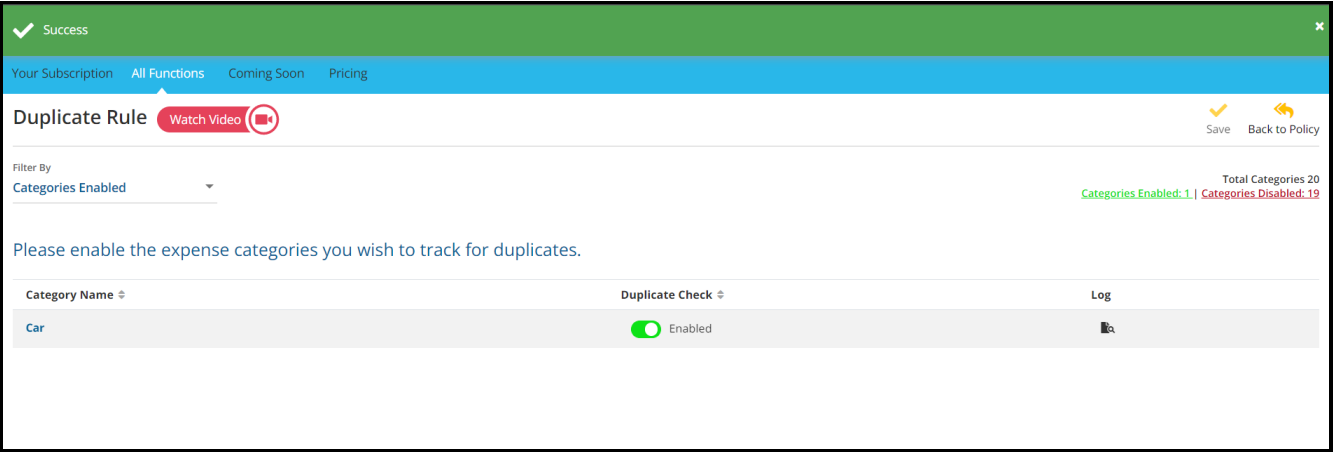 Success
Your Subscription All Functions Coming Soon Pricing
Duplicate Rule Watch Video
Save Back to Policy
Filter By
Categories Enabled
Total Categories 20
Categories Enabled: 1 | Categories Disabled: 19
Please enable the expense categories you wish to track for duplicates.
Category Name Duplicate Check Log
Car Enabled